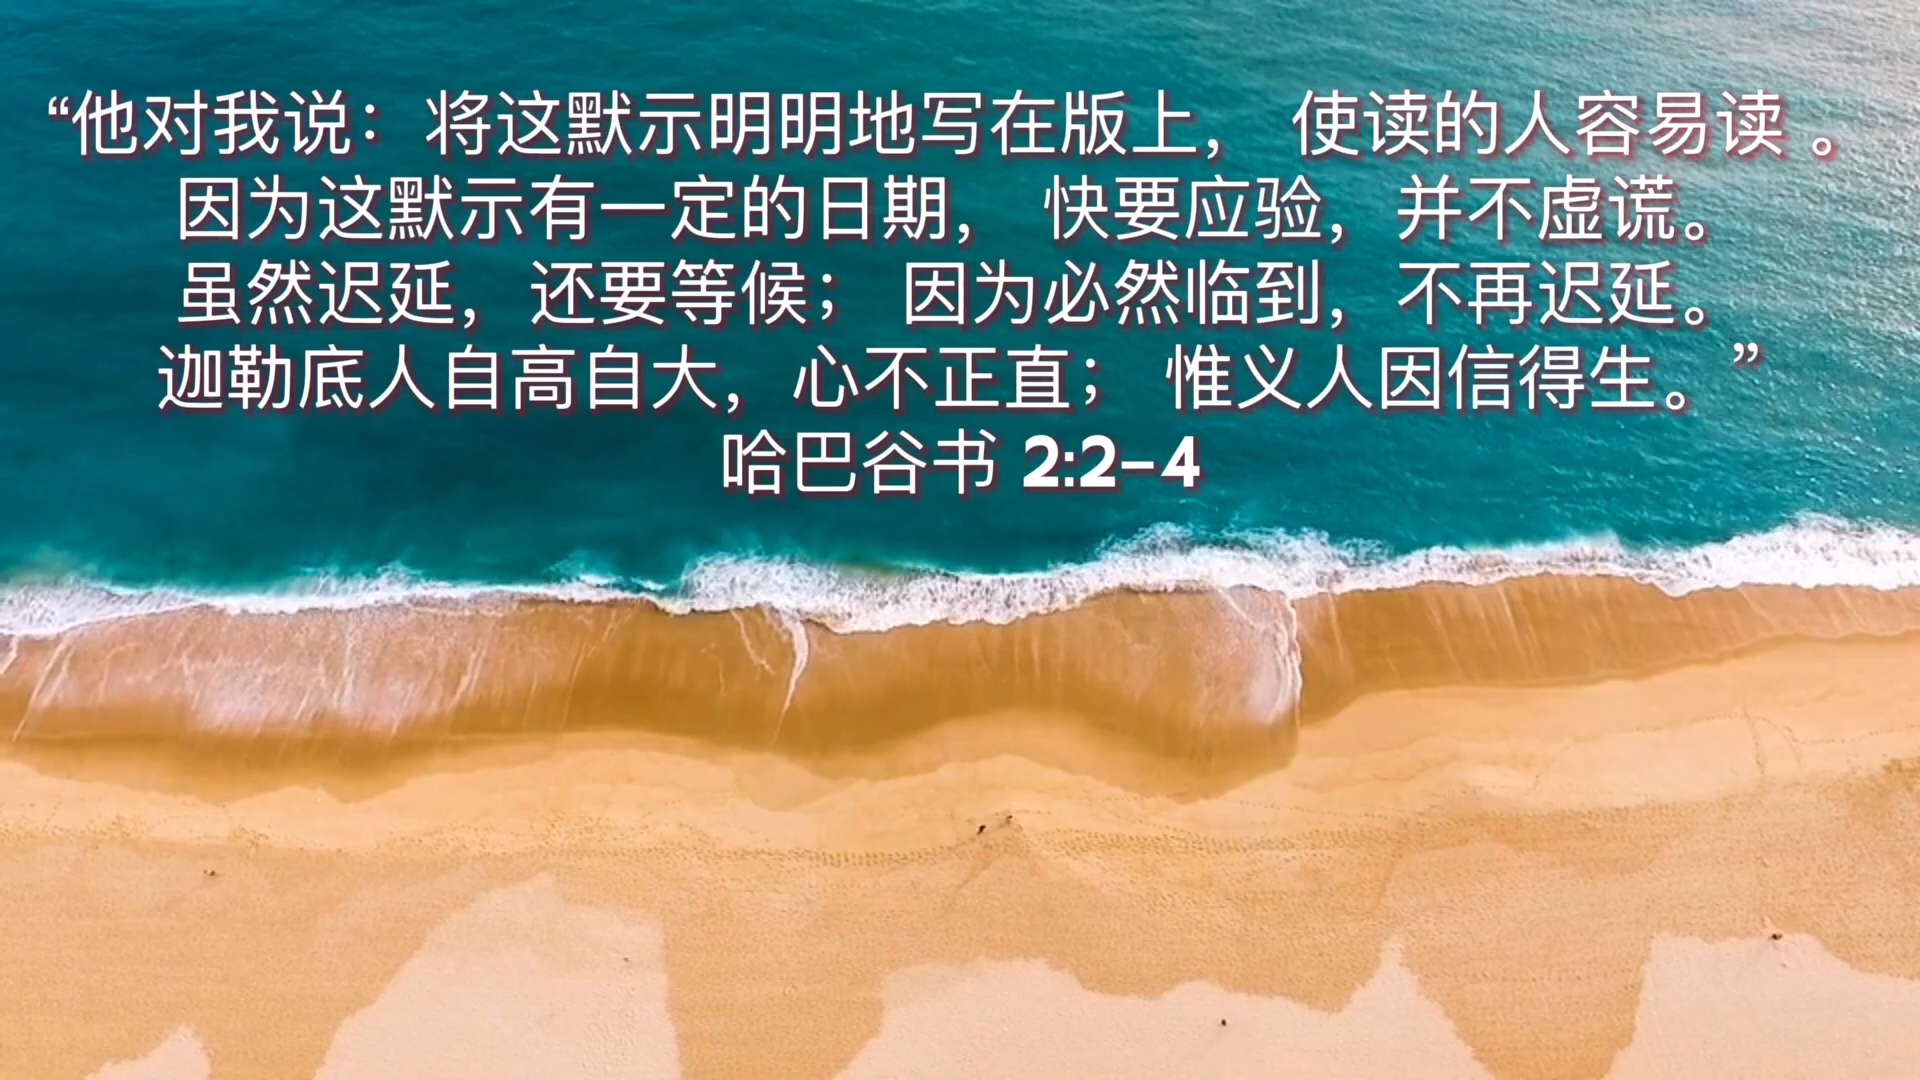 “他对我说：将这默示明明地写在版上， 使读的人容易读 。
因为这默示有一定的日期， 快要应验，并不虚谎。
虽然迟延，还要等候； 因为必然临到，不再迟延。
迦勒底人自高自大，心不正直； 惟义人因信得生。 ”
哈巴谷书 2:2-4